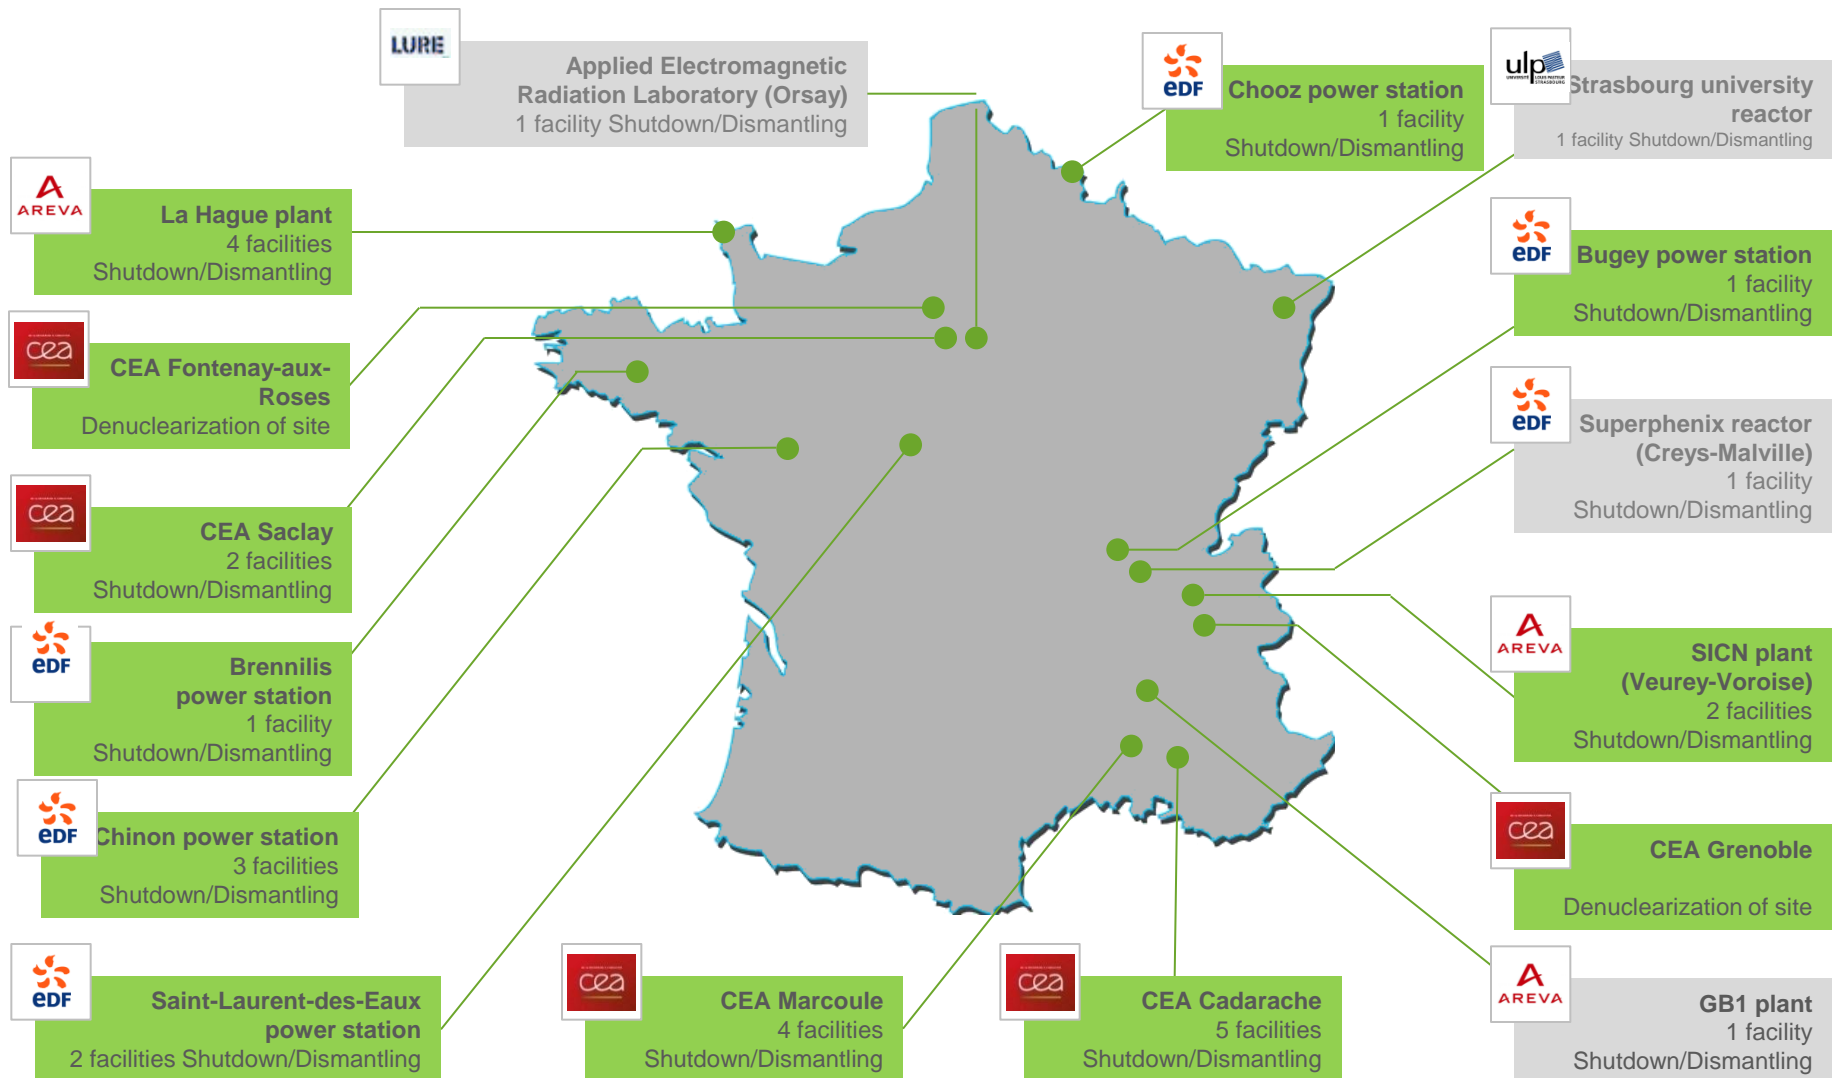 LURE
Applied Electromagnetic
Radiation Laboratory (Orsay)
1 facility Shutdown/Dismantling
eDF
Chooz power station
1 facility
Shutdown/Dismantling
ulp
UNIVERSITÉ LOUIS PASTEUR
STRASBOURG
Strasbourg university
reactor
1 facility Shutdown/Dismantling
AREVA
La Hague plant
4 facilities
Shutdown/Dismantling
eDF
Bugey power station
1 facility
Shutdown/Dismantling
cea
CEA Fontenay-aux-
Roses
Denuclearization of site
eDF
Superphenix reactor
(Creys-Malville)
1 facility
Shutdown/Dismantling
cea
CEA Saclay
2 facilities
Shutdown/Dismantling
eDF
Brennilis
power station
1 facility
Shutdown/Dismantling
AREVA
SICN plant
(Veurey-Voroise)
2 facilities
Shutdown/Dismantling
eDF
Chinon power station
3 facilities
Shutdown/Dismantling
cea
CEA Grenoble
Denuclearization of site
eDF
Saint-Laurent-des-Eaux
power station
2 facilities Shutdown/Dismantling
cea
CEA Marcoule
4 facilities
Shutdown/Dismantling
cea
CEA Cadarache
5 facilities
Shutdown/Dismantling
AREVA
GB1 plant
1 facility
Shutdown/Dismantling